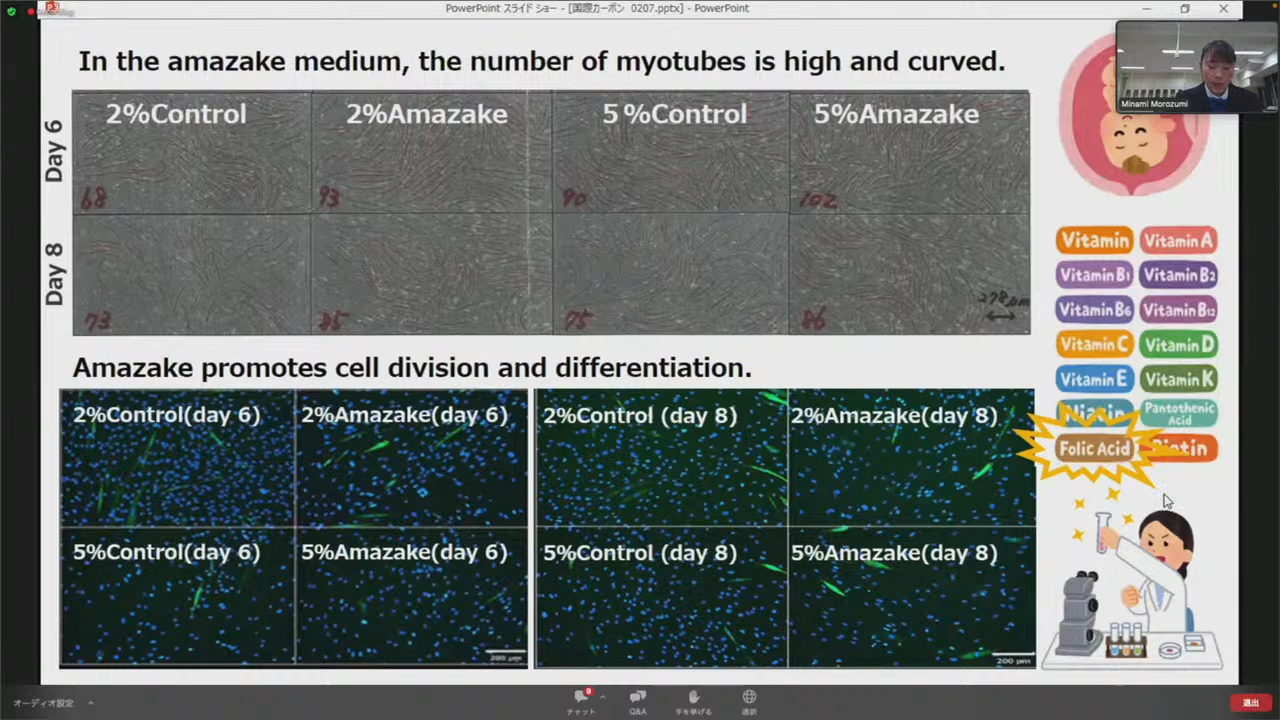 PowerPoint スライド ショー - [国際カーボン 0207.pptx] - PowerPoint
Minami Morozumi
In the amazake medium, the number of myotubes is high and curved.
Day 6
2%Control
2%Amazake
5%Control
5%Amazake
68
93
90
102
Day 8
73
85
75
86
278μm
Amazake promotes cell division and differentiation.
2%Control(day 6)
2%Amazake(day 6)
2%Control (day 8)
2%Amazake(day 8)
5%Control(day 6)
5%Amazake(day 6)
5%Control (day 8)
5%Amazake(day 8)
200 μm
200 μm
Vitamin
Vitamin A
Vitamin B1
Vitamin B2
Vitamin B6
Vitamin B12
Vitamin C
Vitamin D
Vitamin E
Vitamin K
Niacin
Pantothenic
Acid
Folic Acid
Biotin
オーディオ設定
9
チャット
Q&A
手を挙げる
通訳
退出